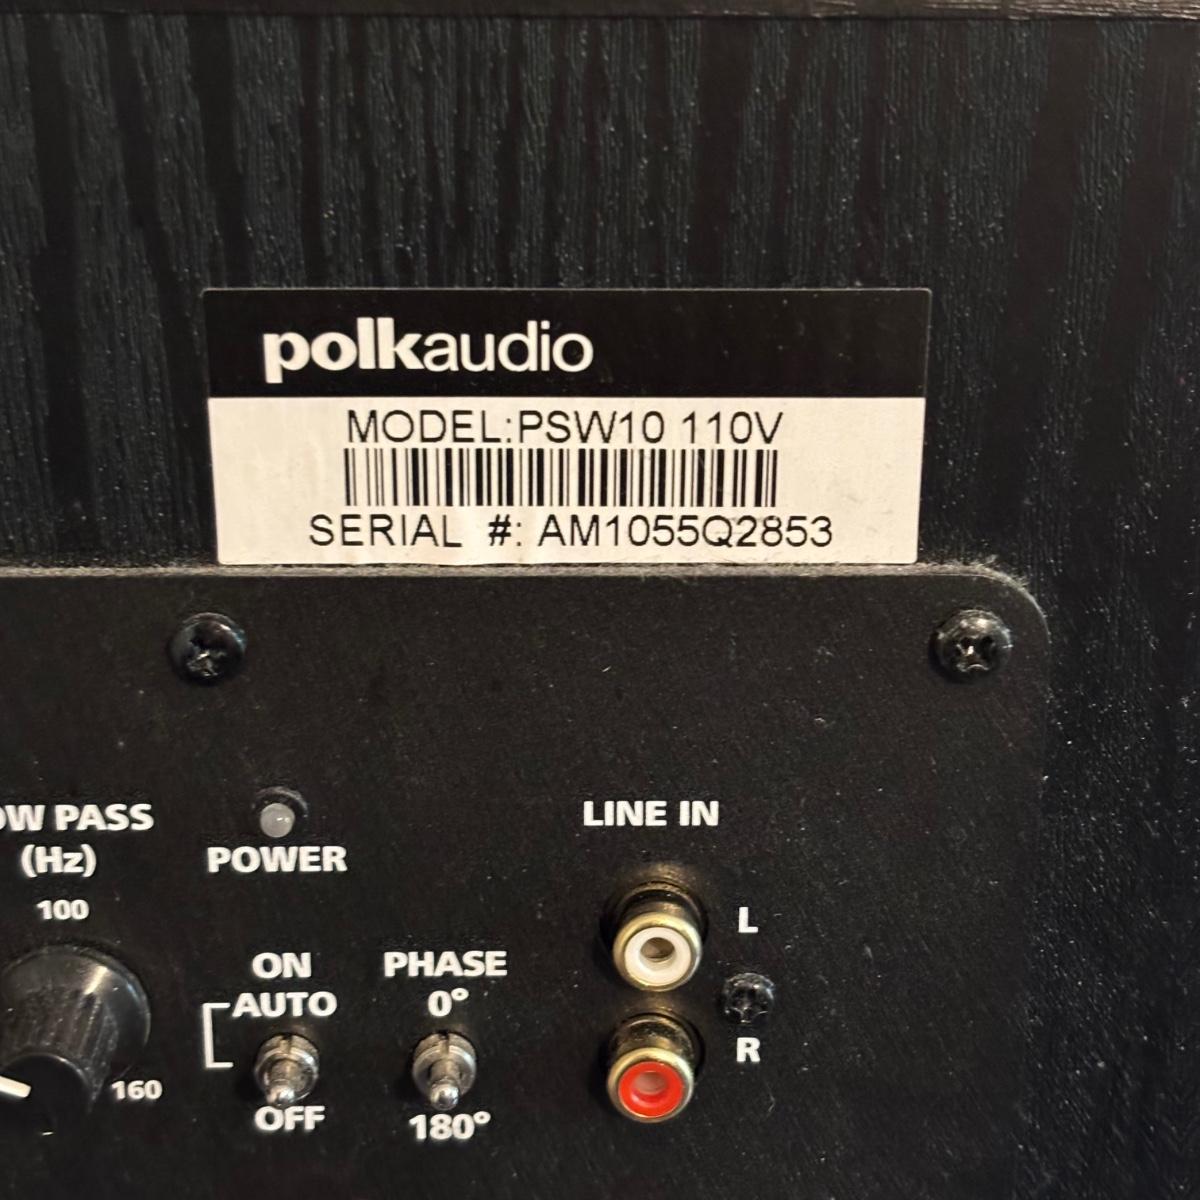 polkaudio
MODEL:PSW10 110V
SERIAL #: AM1055Q2853
OW PASS
(Hz)
100
160
POWER
ON
AUTO
OFF
PHASE
0°
180°
LINE IN
L
R